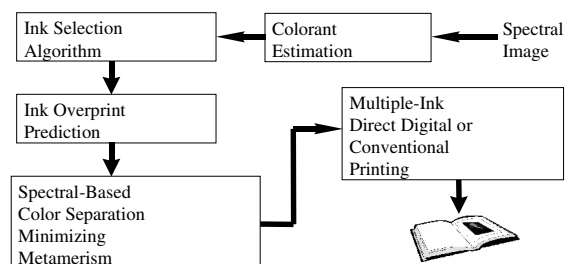 Spectral
Image
Colorant
Estimation
Ink Selection
Algorithm
Ink Overprint
Prediction
Spectral-Based
Color Separation
Minimizing
Metamerism
Multiple-Ink
Direct Digital or
Conventional
Printing